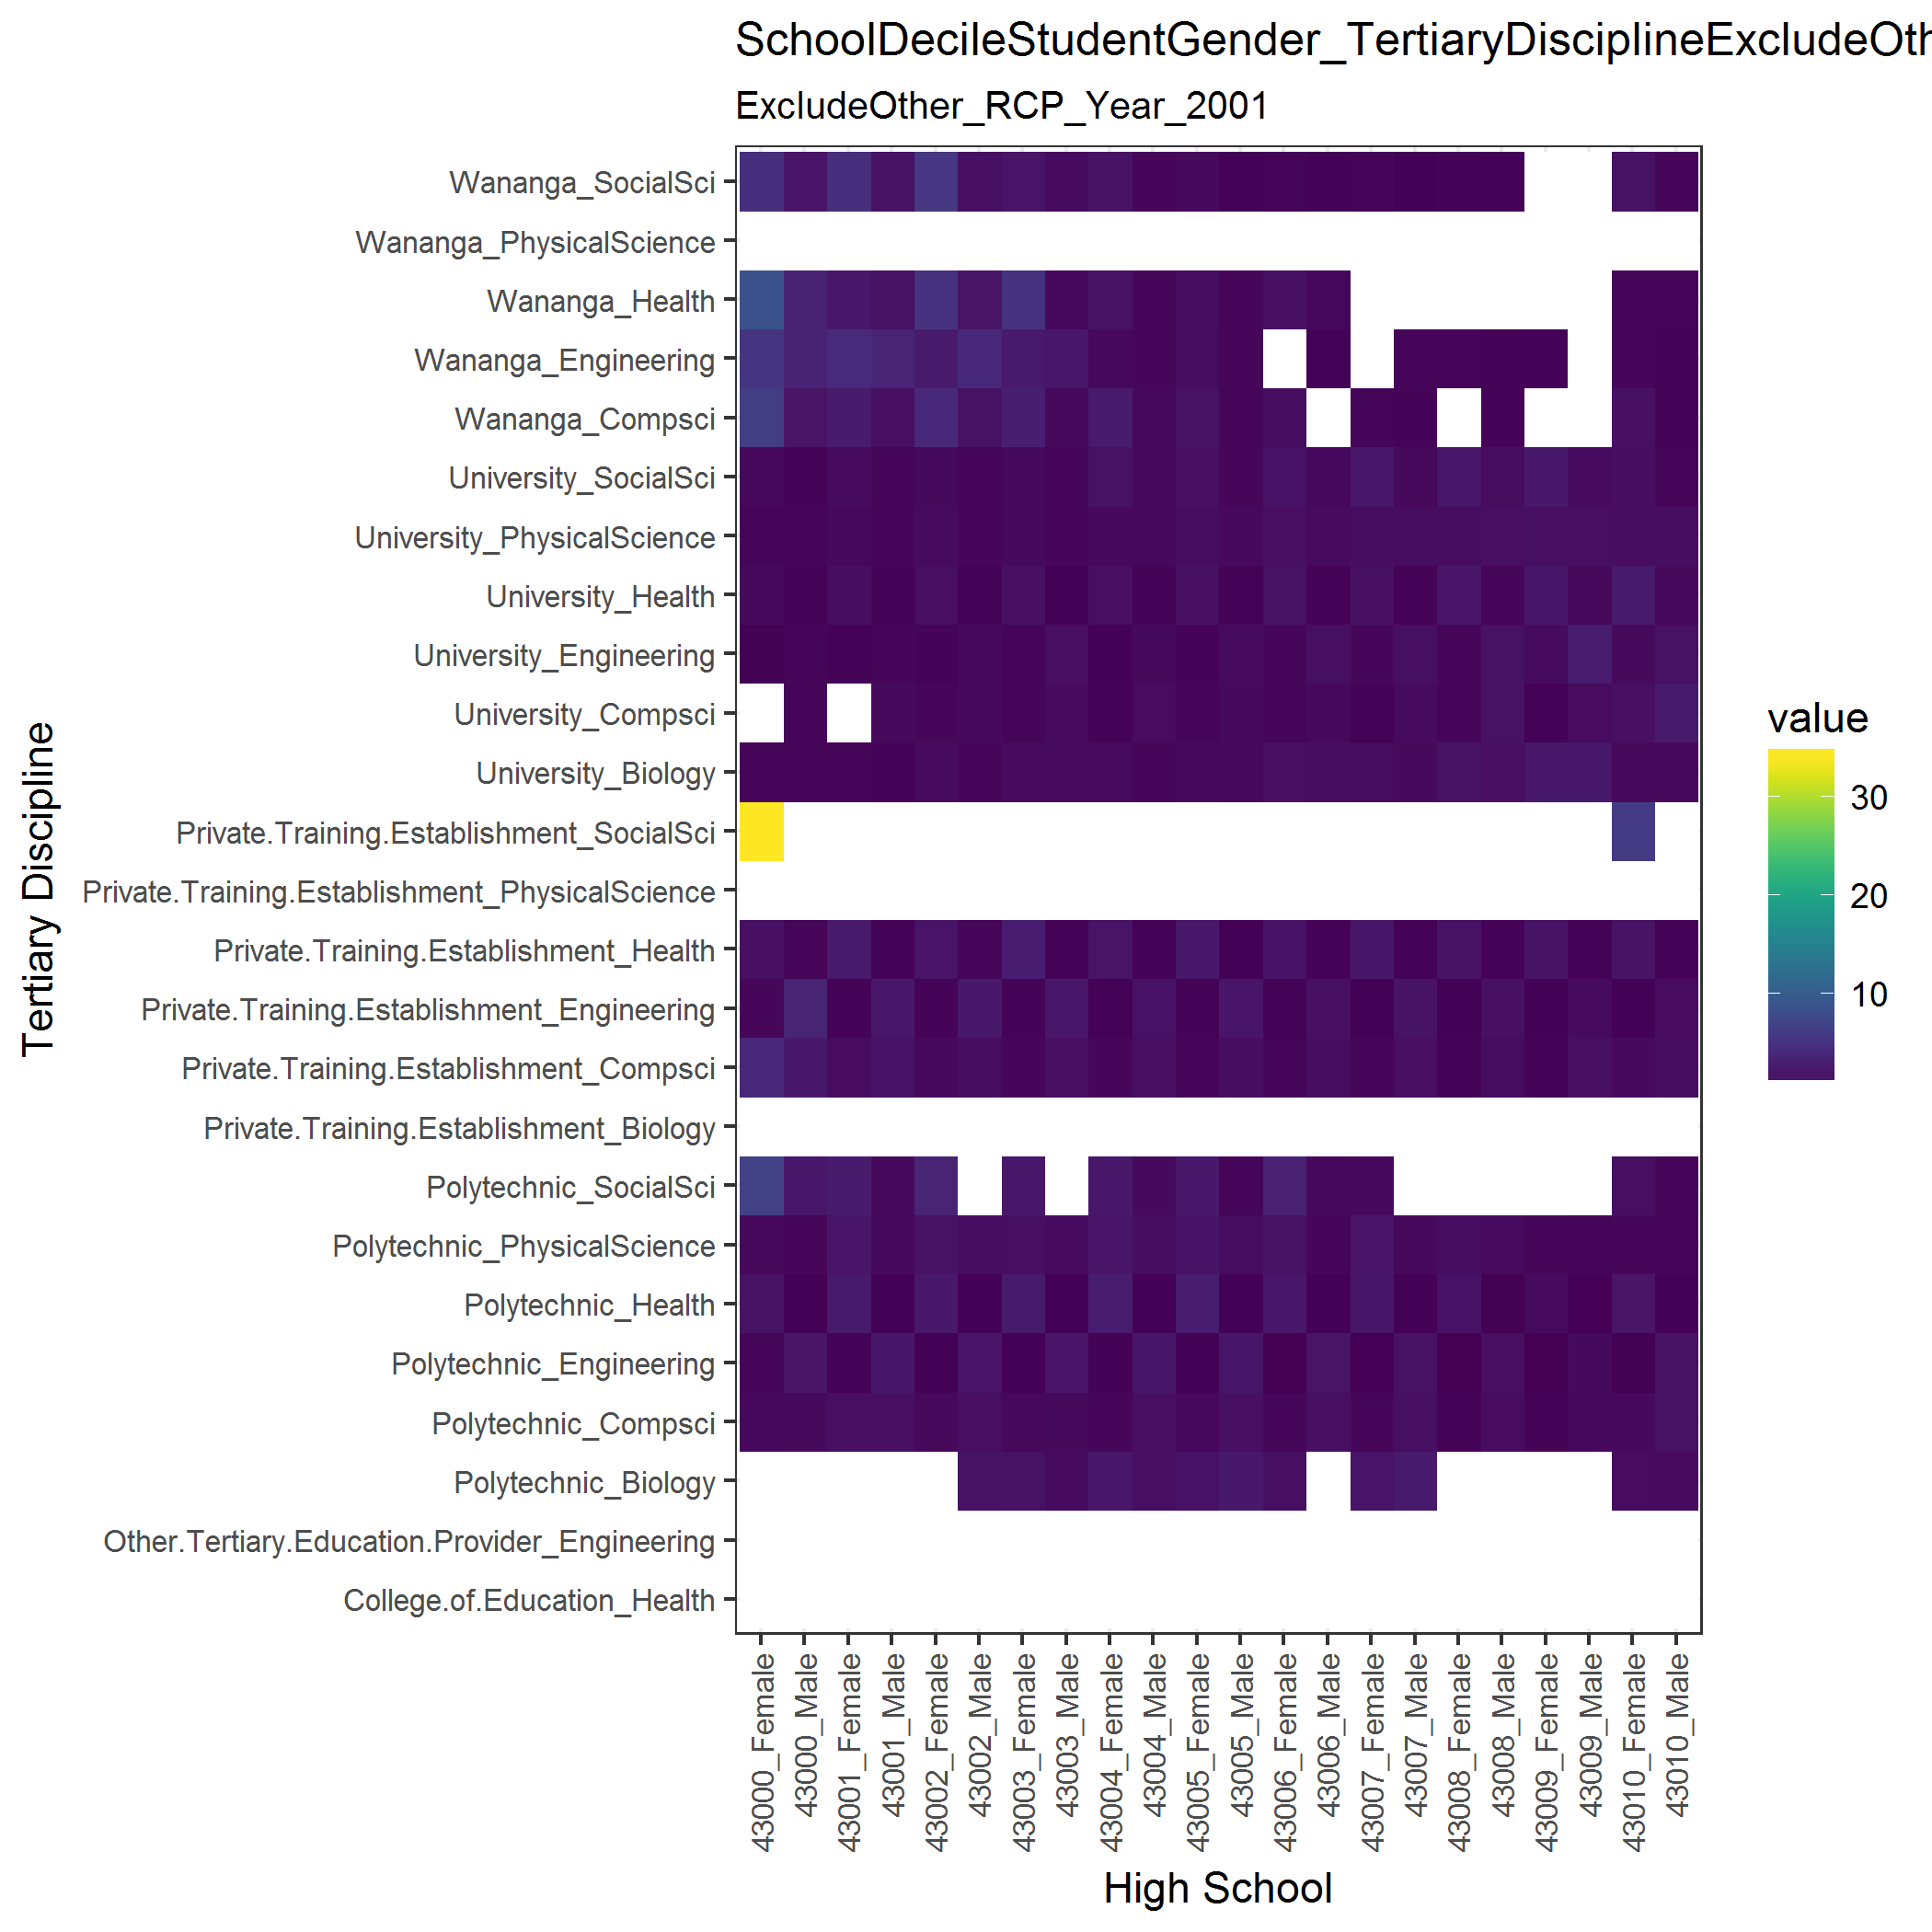 SchoolDecileStudentGender_TertiaryDisciplineExcludeOth
ExcludeOther_RCP_Year_2001
Wananga_SocialSci
Wananga_PhysicalScience
Wananga_Health
Wananga_Engineering
Wananga_Compsci
University_SocialSci
University_PhysicalScience
University_Health
University_Engineering
University_Compsci
University_Biology
Private.Training.Establishment_SocialSci
Private.Training.Establishment_PhysicalScience
Private.Training.Establishment_Health
Private.Training.Establishment_Engineering
Private.Training.Establishment_Compsci
Private.Training.Establishment_Biology
Polytechnic_SocialSci
Polytechnic_PhysicalScience
Polytechnic_Health
Polytechnic_Engineering
Polytechnic_Compsci
Polytechnic_Biology
Other.Tertiary.Education.Provider_Engineering
College.of.Education_Health
Tertiary Discipline
43000_Female
43000_Male
43001_Female
43001_Male
43002_Female
43002_Male
43003_Female
43003_Male
43004_Female
43004_Male
43005_Female
43005_Male
43006_Female
43006_Male
43007_Female
43007_Male
43008_Female
43008_Male
43009_Female
43009_Male
43010_Female
43010_Male
High School
value
30
20
10